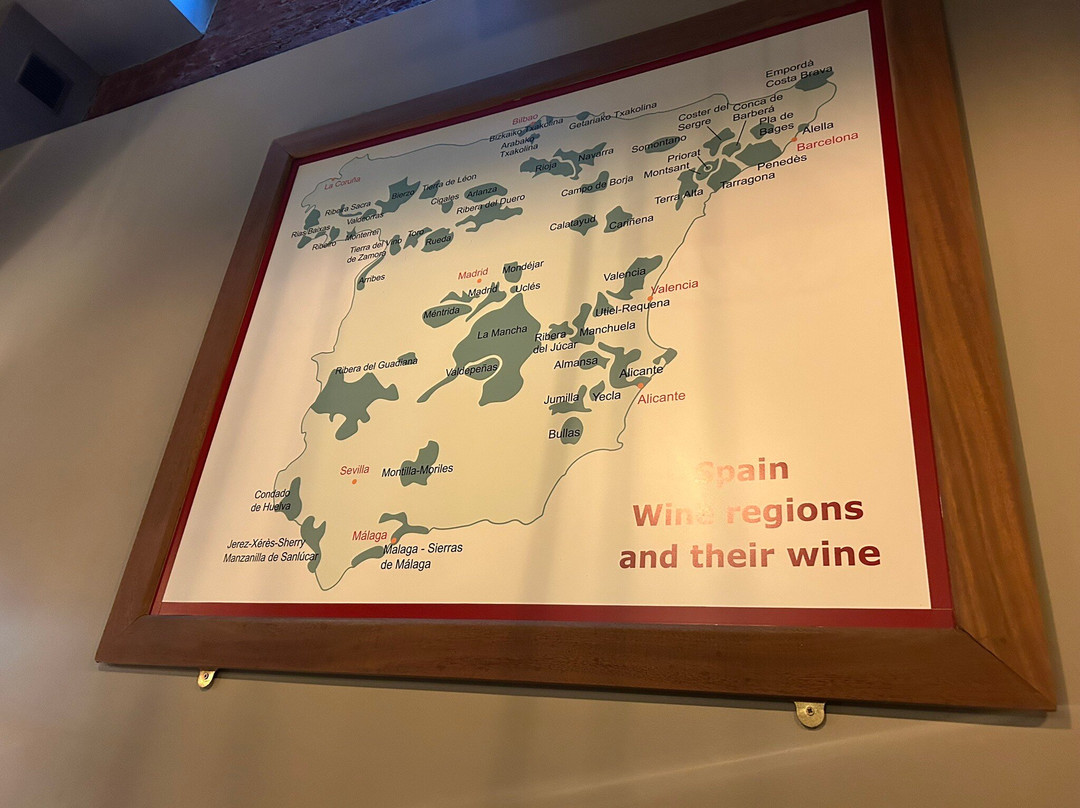 Empordà
Costa Brava
Bilbao
Bizkaiko Txakolina
Getariako Txakolina
Arabako
Txakolina
Coster del
Sergre
Conca de
Barberá
Pla de
Bages
Alella
Barcelona
La Coruña
Rioja
Navarra
Somontano
Priorat
Montsant
Penedès
Tarragona
Terra Alta
Campo de Borja
Bierzo
Tierra de Léon
Cigales
Arlanza
Ribera del Duero
Ribeira Sacra
Valdeorras
Rias Baixas
Ribeiro
Monterrei
Tierra del Vino
de Zamora
Toro
Rueda
Calatayud
Cariñena
Arribes
Madrid
Mondéjar
Madrid
Uclés
Méntrida
Valencia
Valencia
Utiel-Requena
La Mancha
Ribera
del Júcar
Manchuela
Ribera del Guadiana
Valdepeñas
Almansa
Alicante
Alicante
Jumilla
Yecla
Bullas
Sevilla
Montilla-Moriles
Condado
de Huelva
Jerez-Xérès-Sherry
Manzanilla de Sanlúcar
Málaga
Malaga - Sierras
de Málaga
Spain
Wine regions
and their wine